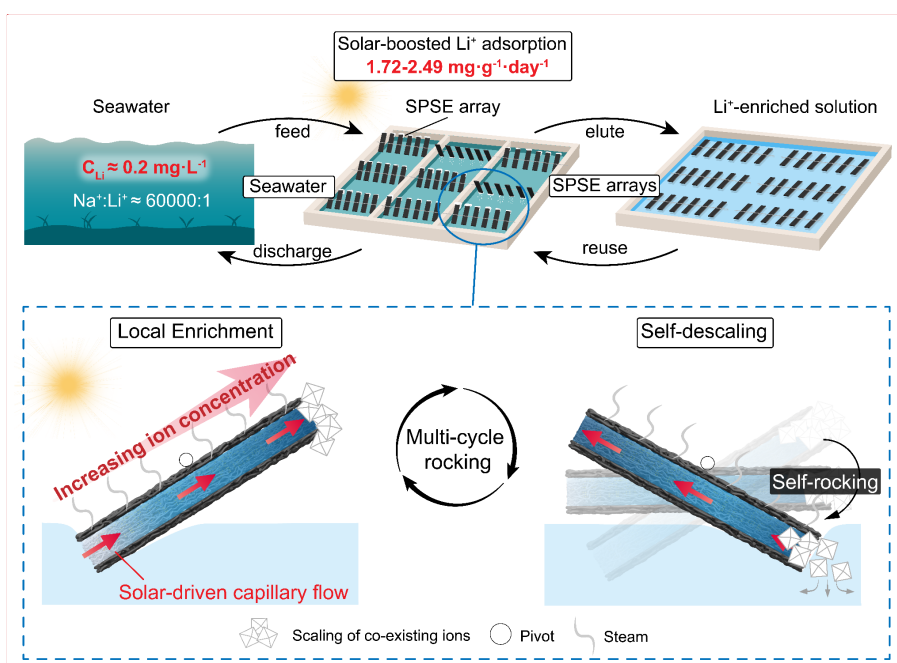 Solar-boosted Li⁺ adsorption
1.72-2.49 mg·g⁻¹·day⁻¹
Seawater
SPSE array
Li⁺-enriched solution
feed
elute
C_Li ≈ 0.2 mg·L⁻¹
Na⁺:Li⁺ ≈ 60000:1
Seawater
SPSE arrays
discharge
reuse
Local Enrichment
Self-descaling
Increasing ion concentration
Multi-cycle
rocking
Self-rocking
Solar-driven capillary flow
Scaling of co-existing ions
Pivot
Steam